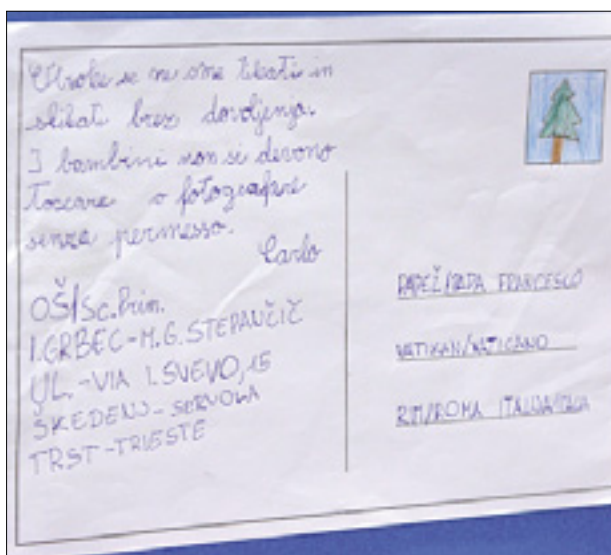 Otroke se ne sme tikati in
slikat brez dovoljenja.
I bambini non si devono
toccare o fotografare
senza permesso.
Carlo
OŠ/Sc. Prim.
I. GRBEC-M.G. STEPANČIČ
UL. -VIA I. SVEVO, 15
ŠKEDENJ- SERVOLA
TRST-TRIESTE
PAPEŽ/PAPA FRANCESCO
VATIKAN/VATICANO
RIM/ROMA ITALIJA/ITALIA